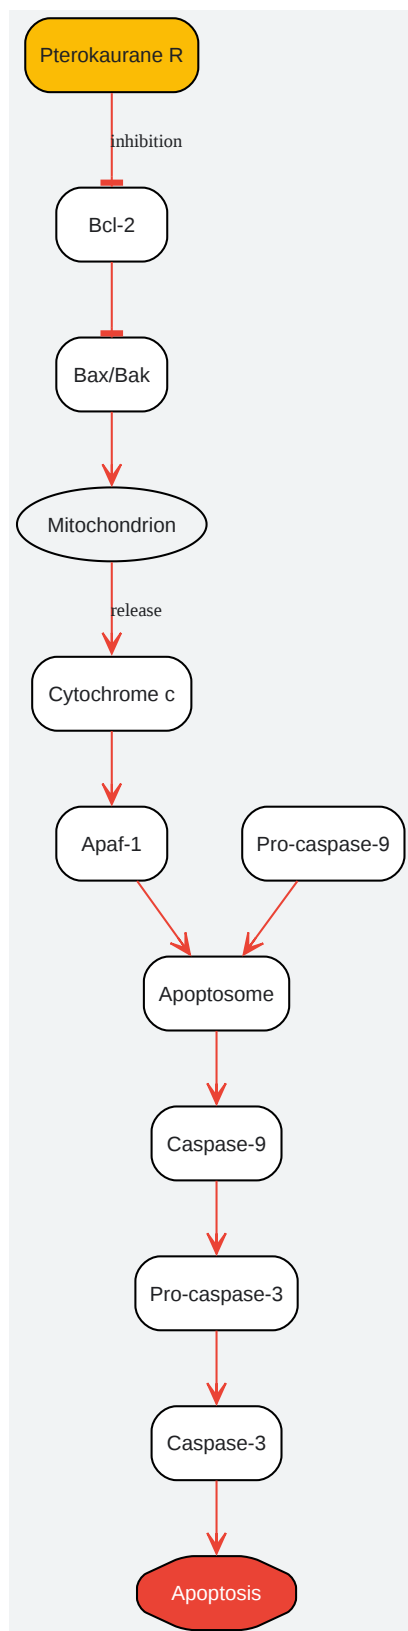 Pterokaurane R
inhibition
Bcl-2
Bax/Bak
Mitochondrion
release
Cytochrome c
Apaf-1
Pro-caspase-9
Apoptosome
Caspase-9
Pro-caspase-3
Caspase-3
Apoptosis